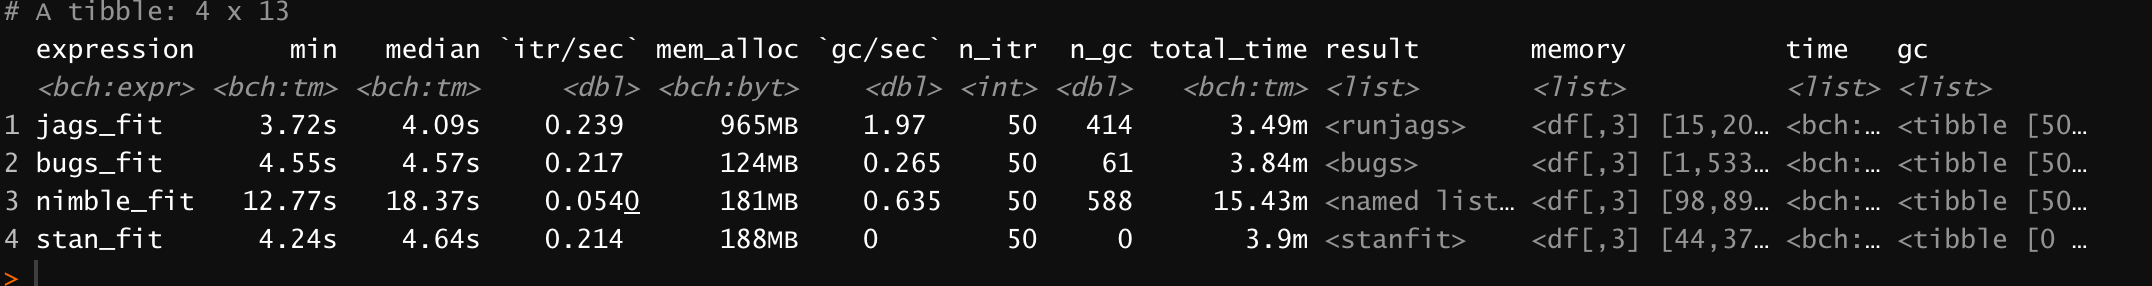 # A tibble: 4 x 13
  expression      min   median `itr/sec` mem_alloc `gc/sec` n_itr  n_gc total_time result        memory         time    gc
  <bch:expr> <bch:tm> <bch:tm>     <dbl> <bch:byt>    <dbl> <int> <dbl>   <bch:tm> <list>        <list>         <list>  <list>
1 jags_fit      3.72s    4.09s    0.239      965MB    1.97     50   414      3.49m <runjags>     <df[,3] [15,20… <bch:… <tibble [50…
2 bugs_fit      4.55s    4.57s    0.217      124MB    0.265    50    61      3.84m <bugs>        <df[,3] [1,533… <bch:… <tibble [50…
3 nimble_fit   12.77s   18.37s    0.0540     181MB    0.635    50   588     15.43m <named list…  <df[,3] [98,89… <bch:… <tibble [50…
4 stan_fit      4.24s    4.64s    0.214      188MB    0        50     0       3.9m <stanfit>     <df[,3] [44,37… <bch:… <tibble [0 …
>